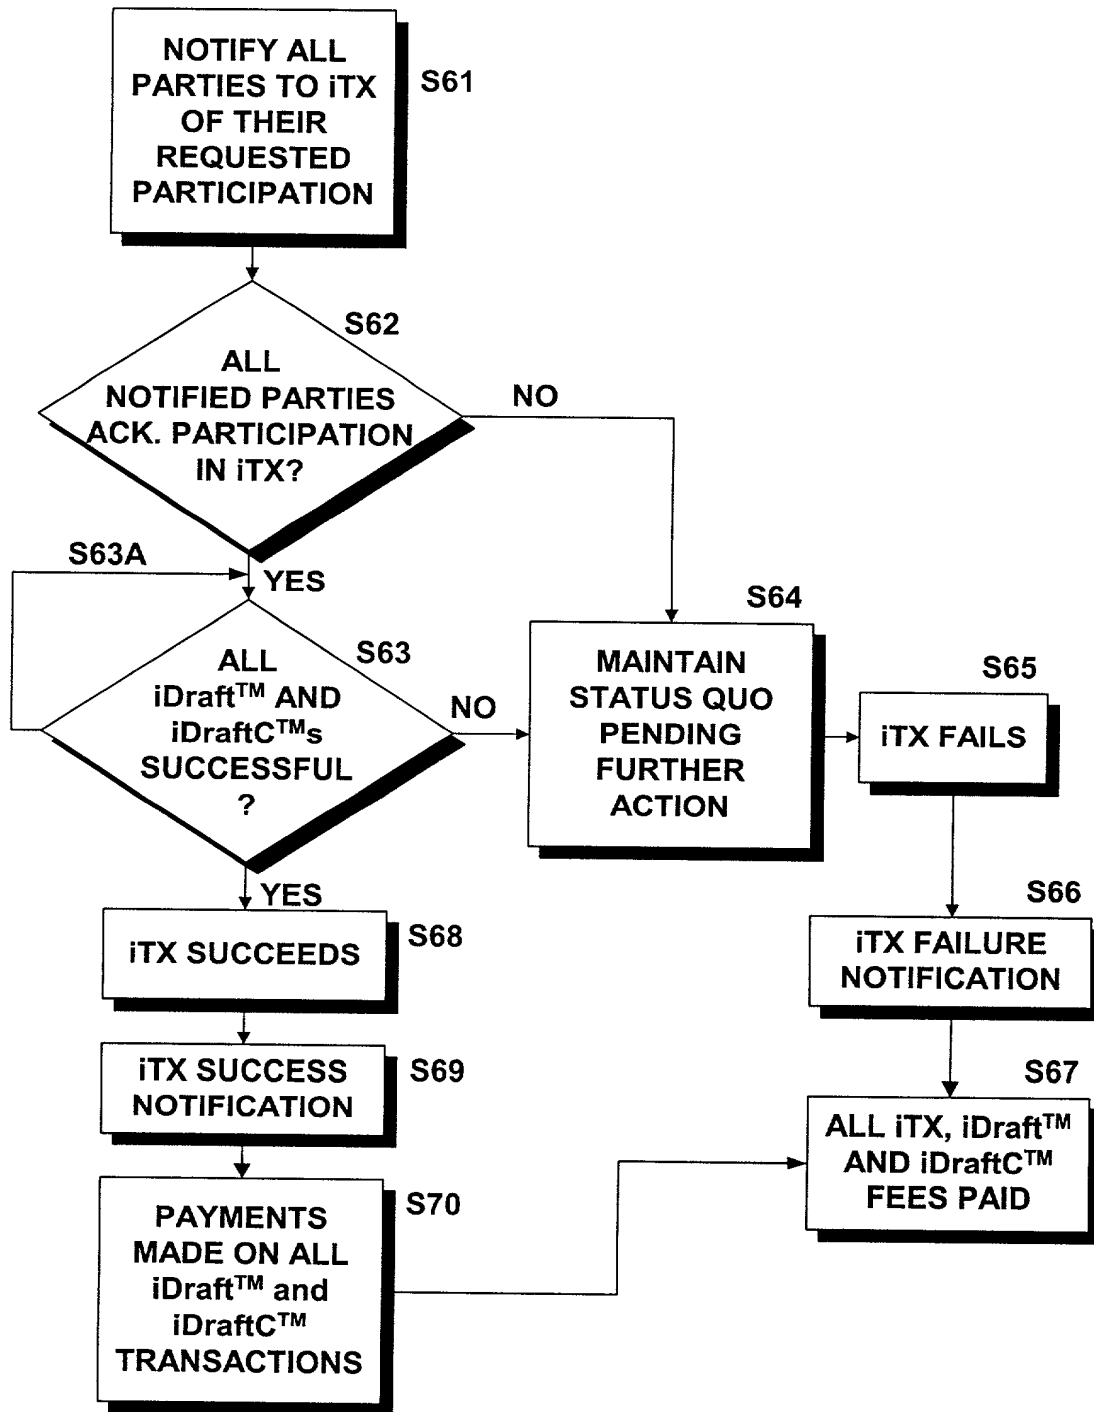 NOTIFY ALL
PARTIES TO iTX
OF THEIR
REQUESTED
PARTICIPATION
S61
S62
ALL
NOTIFIED PARTIES
ACK. PARTICIPATION
IN iTX?
NO
S63A
YES
S63
ALL
iDraft™ AND
iDraftC™s
SUCCESSFUL
?
NO
S64
MAINTAIN
STATUS QUO
PENDING
FURTHER
ACTION
S65
iTX FAILS
YES
S66
iTX FAILURE
NOTIFICATION
iTX SUCCEEDS
S68
iTX SUCCESS
NOTIFICATION
S69
S67
ALL iTX, iDraft™
AND iDraftC™
FEES PAID
S70
PAYMENTS
MADE ON ALL
iDraft™ and
iDraftC™
TRANSACTIONS